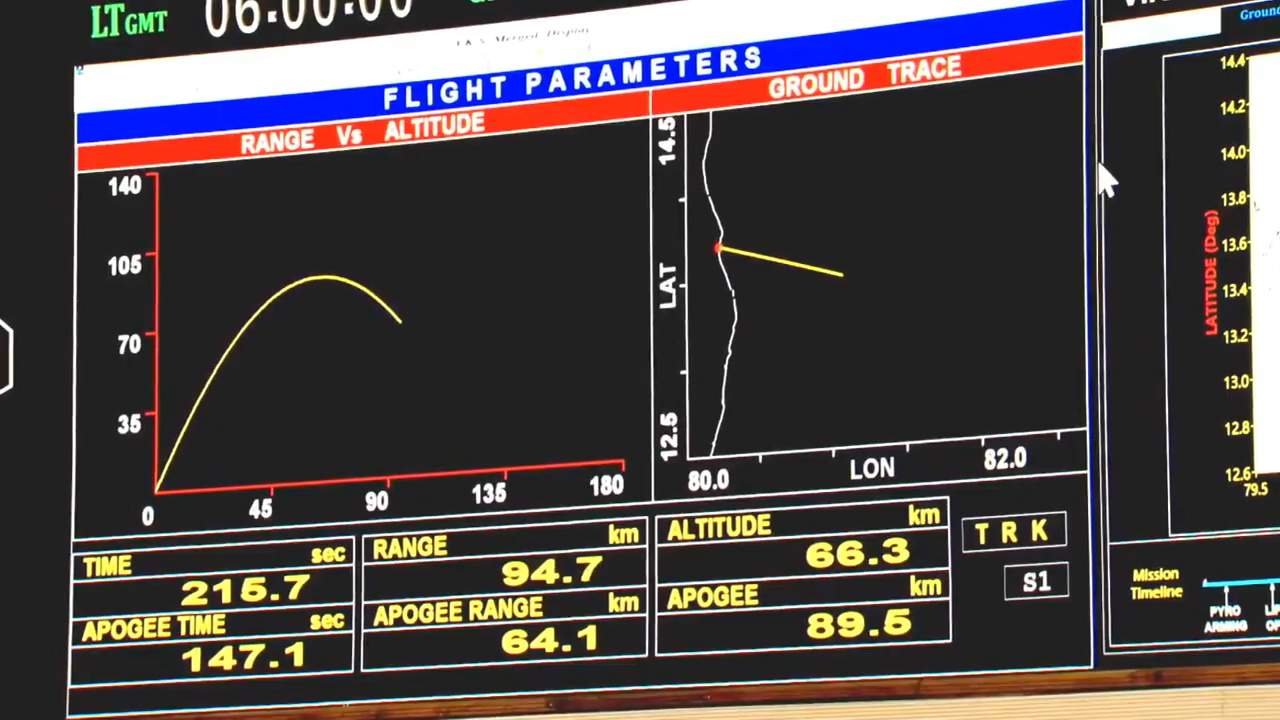 LT GMT 06:00:00
FLIGHT PARAMETERS
RANGE Vs ALTITUDE
GROUND TRACE
140
105
70
35
0 45 90 135 180
14.5
LAT
12.5
80.0 LON 82.0
TIME sec
215.7
APOGEE TIME sec
147.1
RANGE km
94.7
APOGEE RANGE km
64.1
ALTITUDE km
66.3
APOGEE km
89.5
TRK
S1
Ground
LATITUDE (Deg)
14.4
14.2
14.0
13.8
13.6
13.4
13.2
13.0
12.8
12.6
79.5
Mission
Timeline
PYRO
ARMING